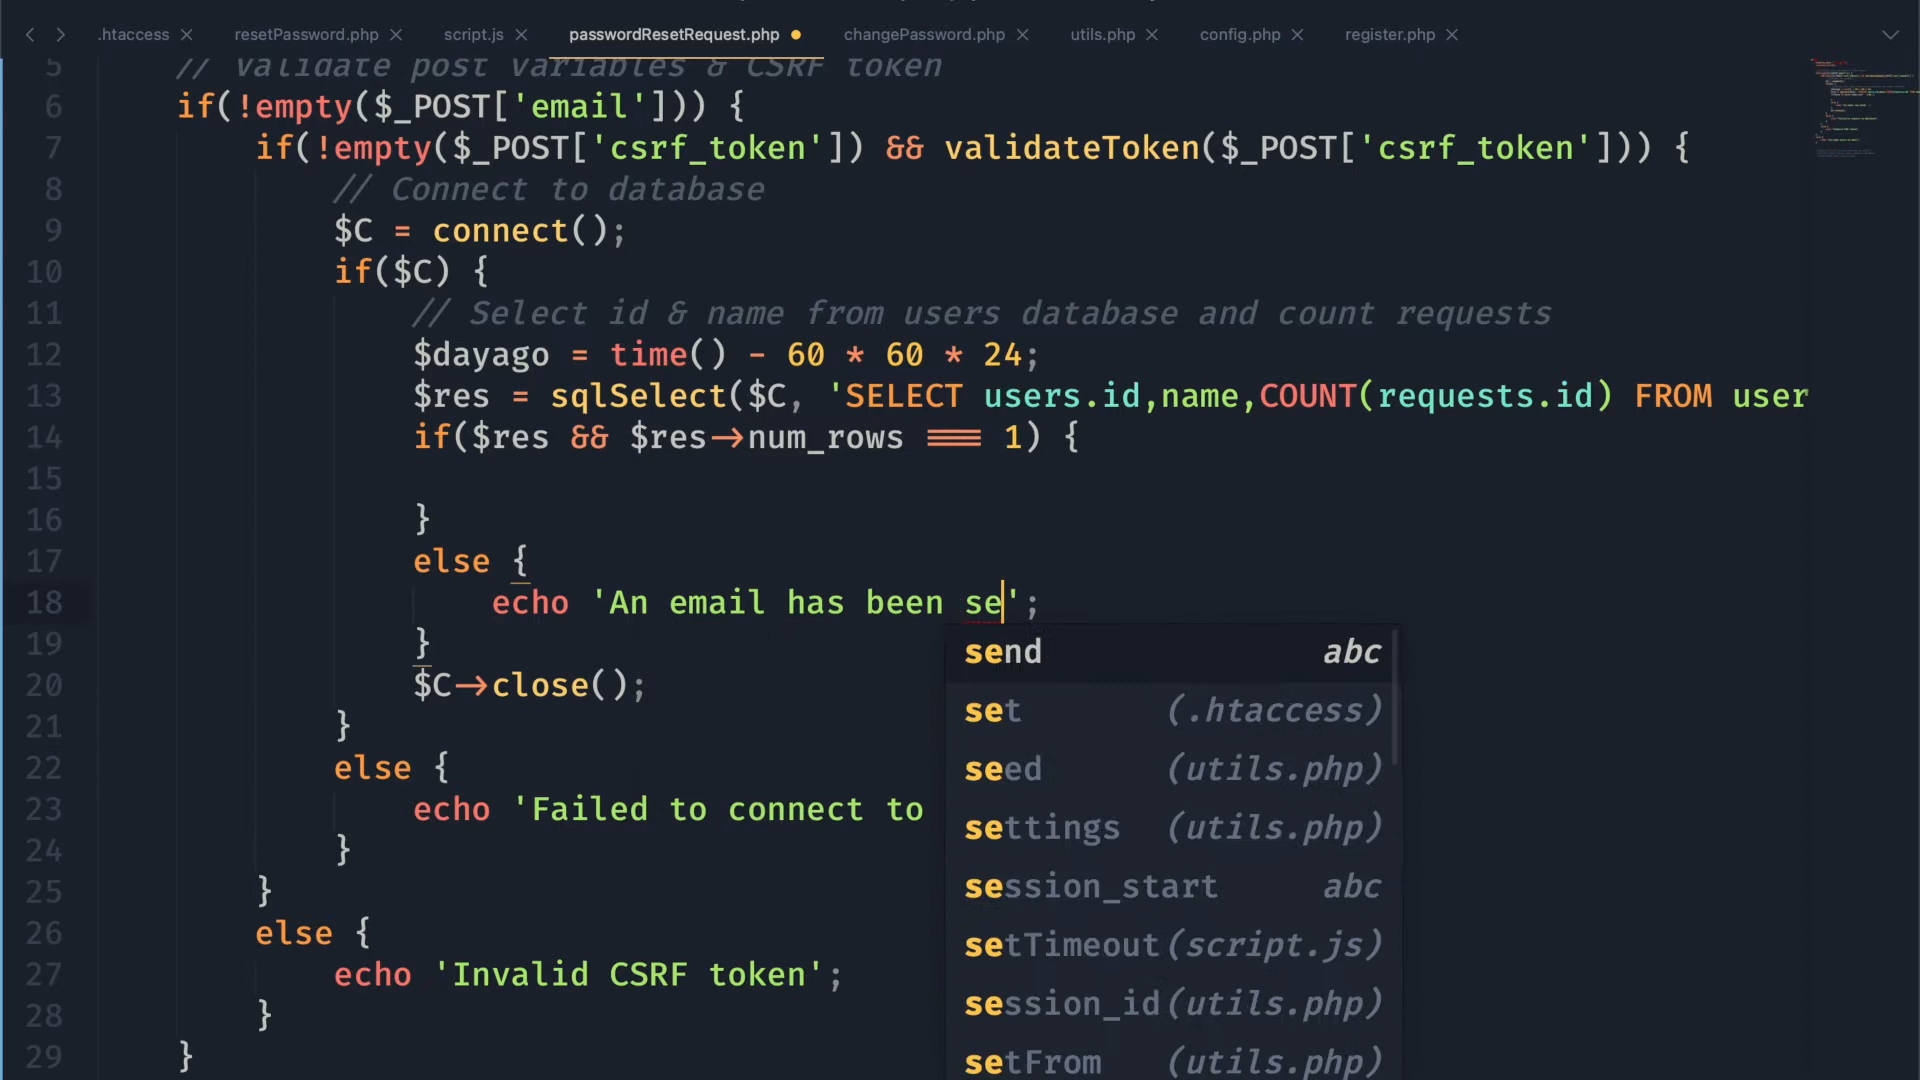 .htaccess × resetPassword.php × script.js × passwordResetRequest.php changePassword.php × utils.php × config.php × register.php ×
5 // Validate post variables & CSRF token
6 if(!empty($_POST['email'])) {
7 if(!empty($_POST['csrf_token']) && validateToken($_POST['csrf_token'])) {
8 // Connect to database
9 $C = connect();
10 if($C) {
11 // Select id & name from users database and count requests
12 $dayago = time() - 60 * 60 * 24;
13 $res = sqlSelect($C, 'SELECT users.id,name,COUNT(requests.id) FROM user
14 if($res && $res->num_rows === 1) {
15
16 }
17 else {
18 echo 'An email has been se';
19 }
20 $C->close();
21 }
22 else {
23 echo 'Failed to connect to
24 }
25 }
26 else {
27 echo 'Invalid CSRF token';
28 }
29 }
send abc
set (.htaccess)
seed (utils.php)
settings (utils.php)
session_start abc
setTimeout (script.js)
session_id (utils.php)
setFrom (utils.php)